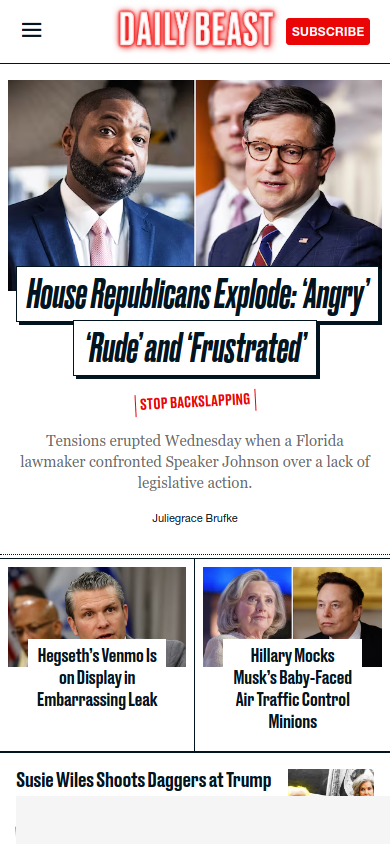 DAILY BEAST
SUBSCRIBE
House Republicans Explode: ‘Angry’
‘Rude’ and ‘Frustrated’
STOP BACKSLAPPING
Tensions erupted Wednesday when a Florida
lawmaker confronted Speaker Johnson over a lack of
legislative action.
Juliegrace Brufke
Hegseth’s Venmo Is
on Display in
Embarrassing Leak
Hillary Mocks
Musk’s Baby-Faced
Air Traffic Control
Minions
Susie Wiles Shoots Daggers at Trump